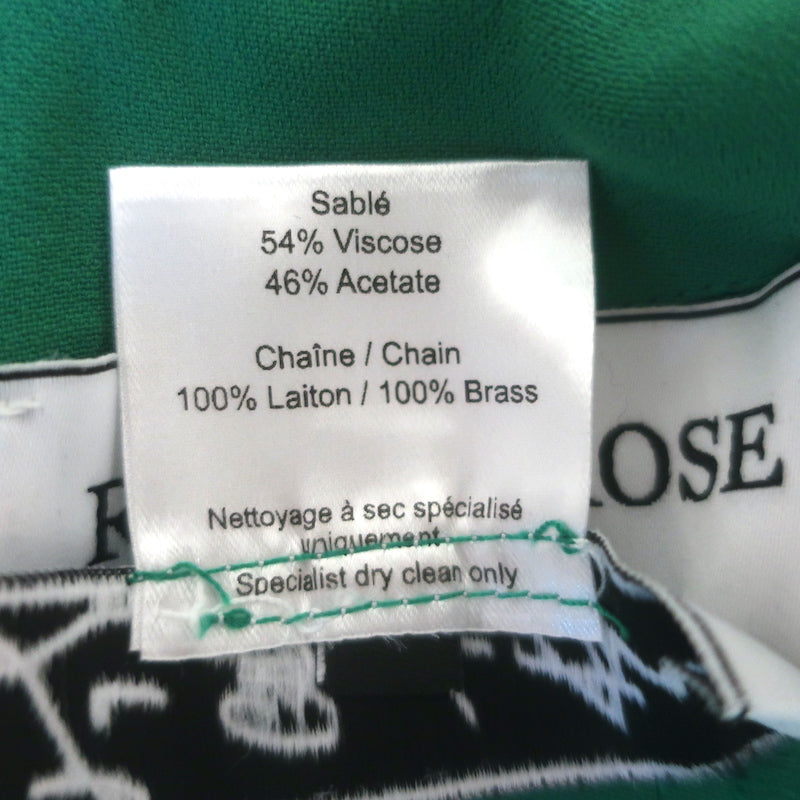 Sablé
54% Viscose
46% Acetate
Chaîne / Chain
100% Laiton / 100% Brass
Nettoyage à sec spécialisé
uniquement
Specialist dry clean only